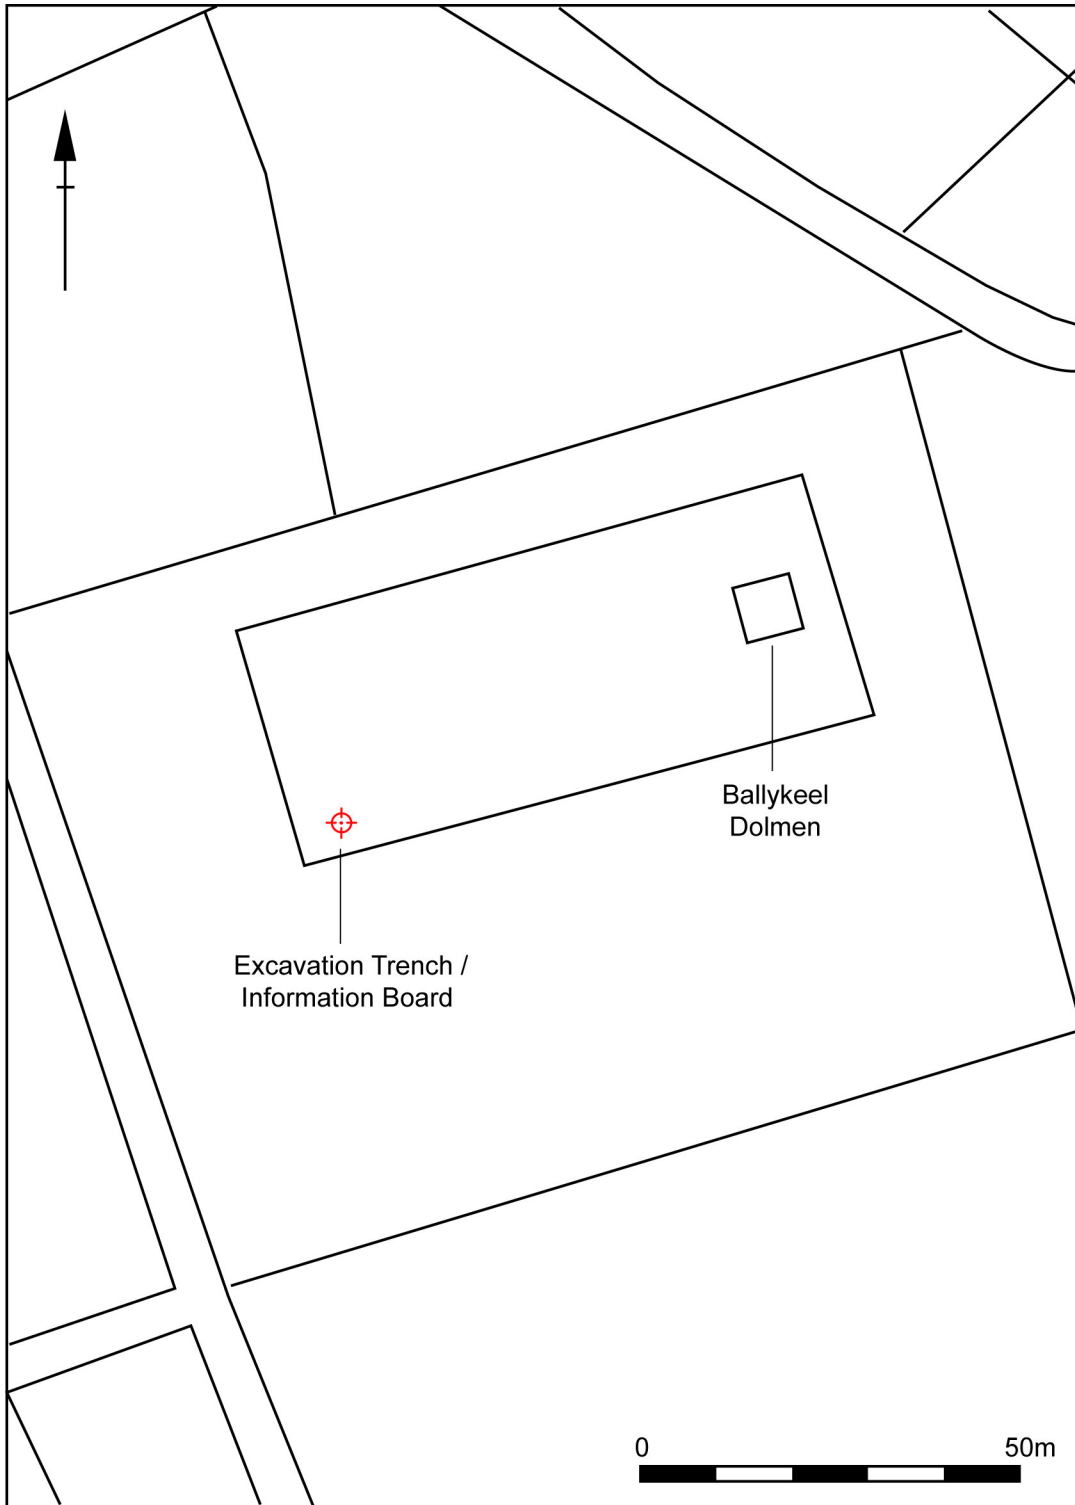 Ballykeel
Dolmen
Excavation Trench /
Information Board
0 50m